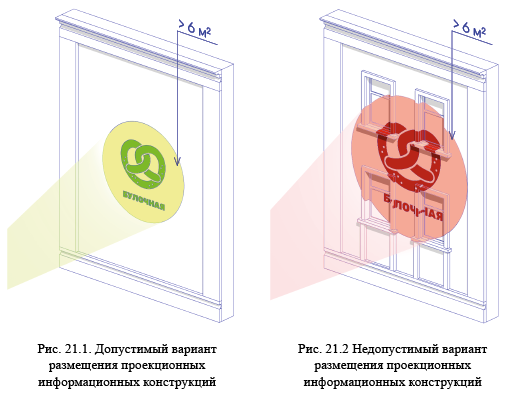 > 6 м²
> 6 м²
БУЛОЧНАЯ
БУЛОЧНАЯ
Рис. 21.1. Допустимый вариант
размещения проекционных
информационных конструкций
Рис. 21.2 Недопустимый вариант
размещения проекционных
информационных конструкций